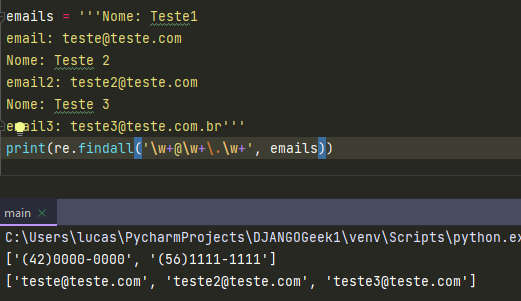 emails = '''Nome: Teste1
email: teste@teste.com
Nome: Teste 2
email2: teste2@teste.com
Nome: Teste 3
email3: teste3@teste.com.br'''
print(re.findall('\w+@\w+\.\w+', emails))
main
C:\Users\lucas\PycharmProjects\DJANGOGeek1\venv\Scripts\python.ex
['(42)0000-0000', '(56)1111-1111']
['teste@teste.com', 'teste2@teste.com', 'teste3@teste.com']